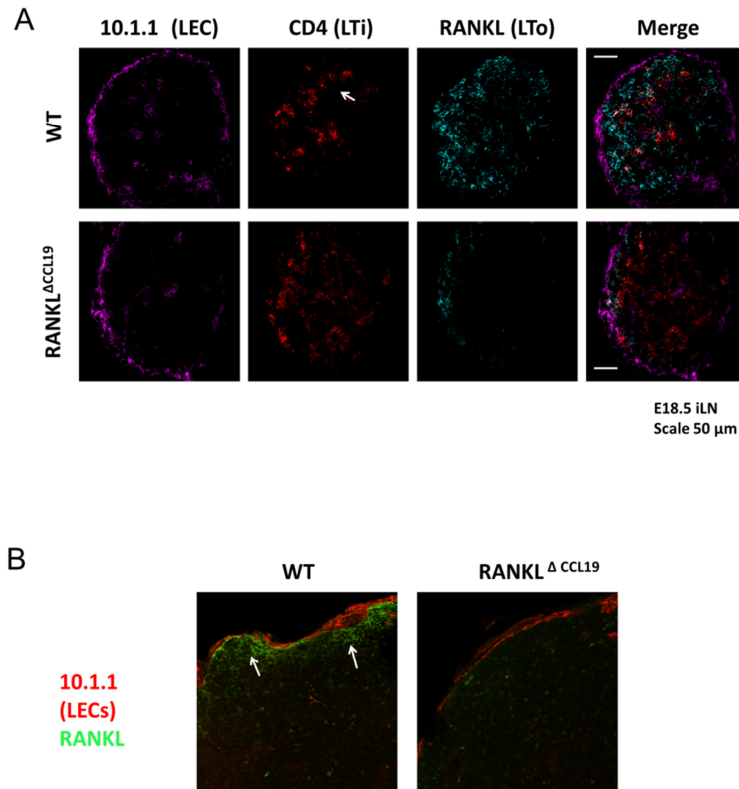 A
10.1.1 (LEC) CD4 (LTi) RANKL (LTo) Merge
WT
RANKL^ΔCCL19
E18.5 iLN
Scale 50 µm
B
WT RANKL^Δ CCL19
10.1.1
(LECs)
RANKL